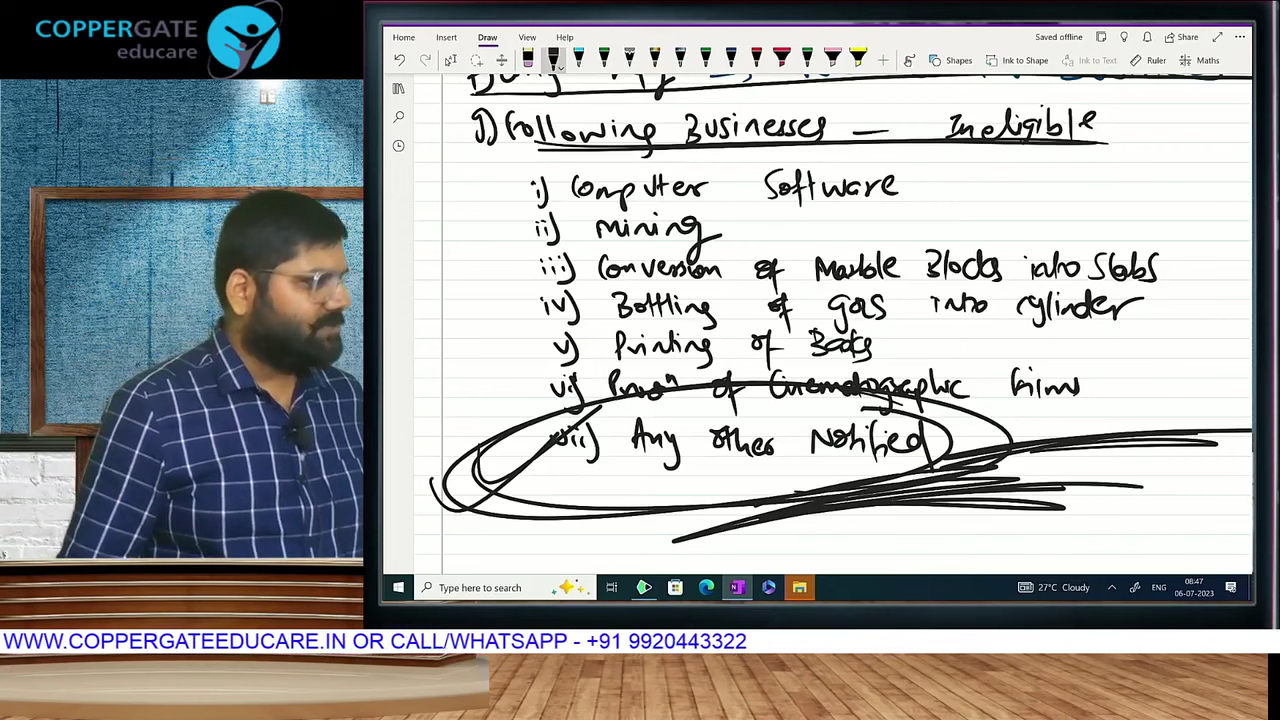 COPPERGATE
educare
Home Insert Draw View Help
Saved offline Share
Shapes Ink to Shape Ink to Text Ruler Maths
Following Businesses — Ineligible
i) Computer Software
ii) Mining
iii) Conversion of Marble Blocks into Slabs
iv) Bottling of gas into cylinder
v) Printing of Books
vi) Prodn of Cinematographic films
vii) Any other Notified
Type here to search
27°C Cloudy ENG 08:47
06-07-2023
WWW.COPPERGATEEDUCARE.IN OR CALL/WHATSAPP - +91 9920443322